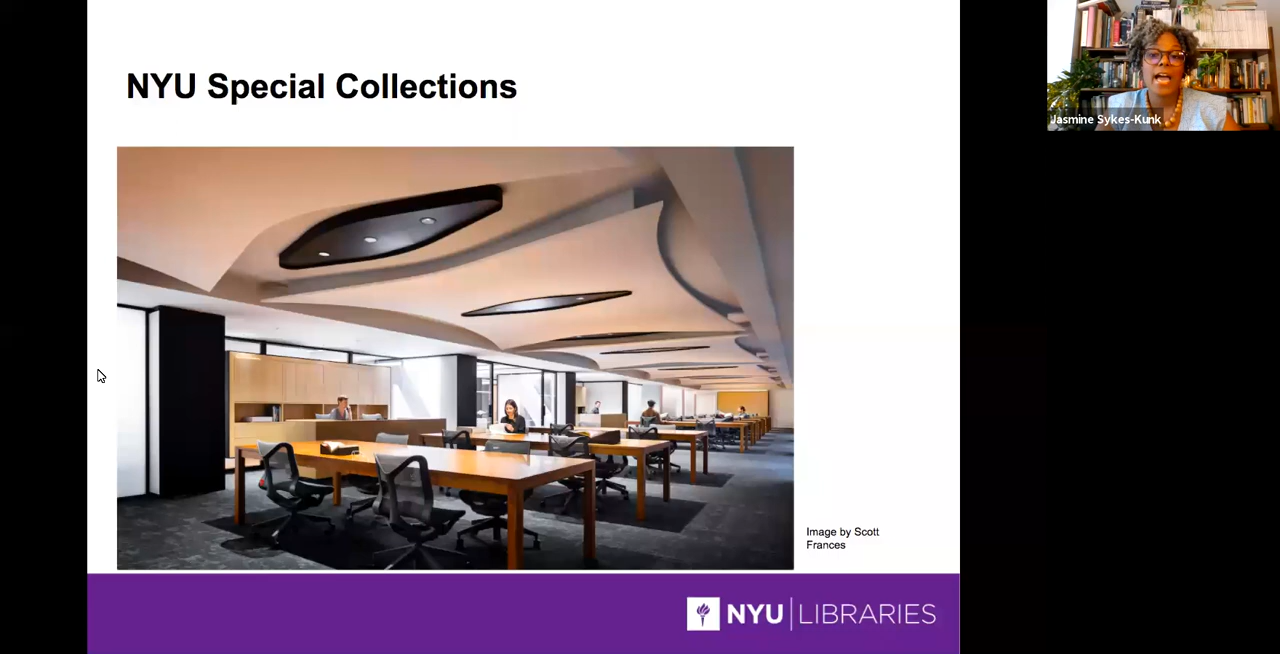 NYU Special Collections
Jasmine Sykes-Kunk
Image by Scott
Frances
NYU | LIBRARIES